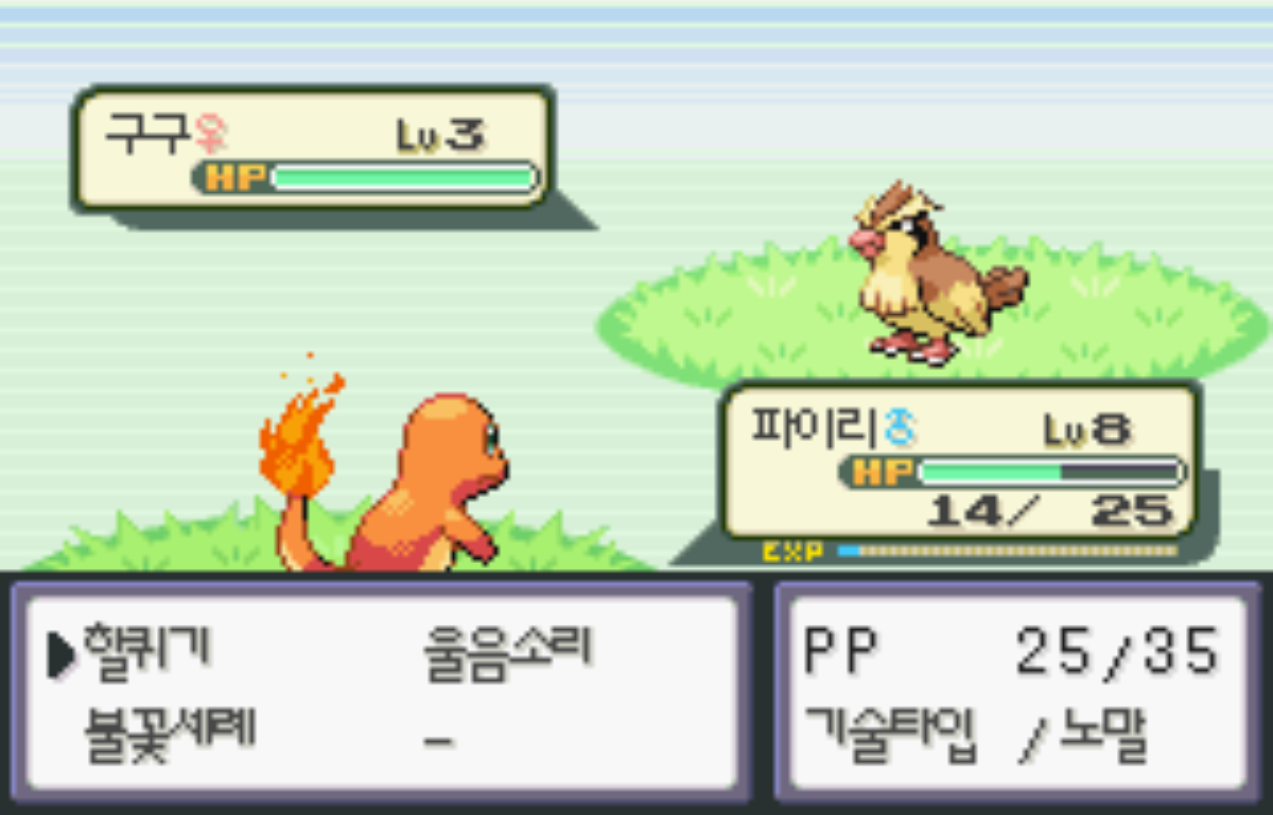 구구♀ Lv3
HP
파이리♂ Lv8
HP
14/ 25
EXP
▶할퀴기 울음소리
불꽃세례 –
PP 25/35
기술타입 /노말